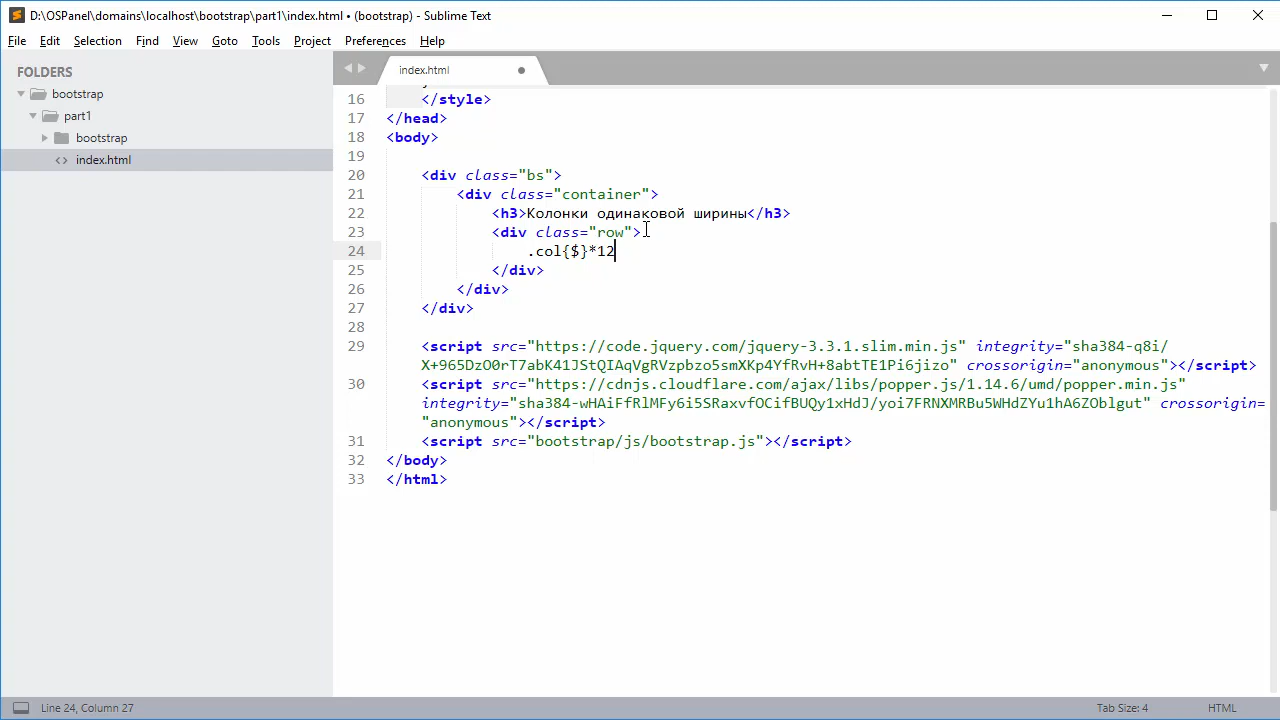 D:\OSPanel\domains\localhost\bootstrap\part1\index.html • (bootstrap) - Sublime Text
File Edit Selection Find View Goto Tools Project Preferences Help
FOLDERS
bootstrap
part1
bootstrap
<> index.html
index.html
16 </style>
17 </head>
18 <body>
19
20 <div class="bs">
21 <div class="container">
22 <h3>Колонки одинаковой ширины</h3>
23 <div class="row">
24 .col{$}*12
25 </div>
26 </div>
27 </div>
28
29 <script src="https://code.jquery.com/jquery-3.3.1.slim.min.js" integrity="sha384-q8i/
X+965DzO0rT7abK41JStQIAqVgRVzpbzo5smXKp4YfRvH+8abtTE1Pi6jizo" crossorigin="anonymous"></script>
30 <script src="https://cdnjs.cloudflare.com/ajax/libs/popper.js/1.14.6/umd/popper.min.js"
integrity="sha384-wHAiFfRlMFy6i5SRaxvfOCifBUQy1xHdJ/yoi7FRNXMRBu5WHdZYu1hA6ZOblgut" crossorigin=
"anonymous"></script>
31 <script src="bootstrap/js/bootstrap.js"></script>
32 </body>
33 </html>
Line 24, Column 27
Tab Size: 4
HTML